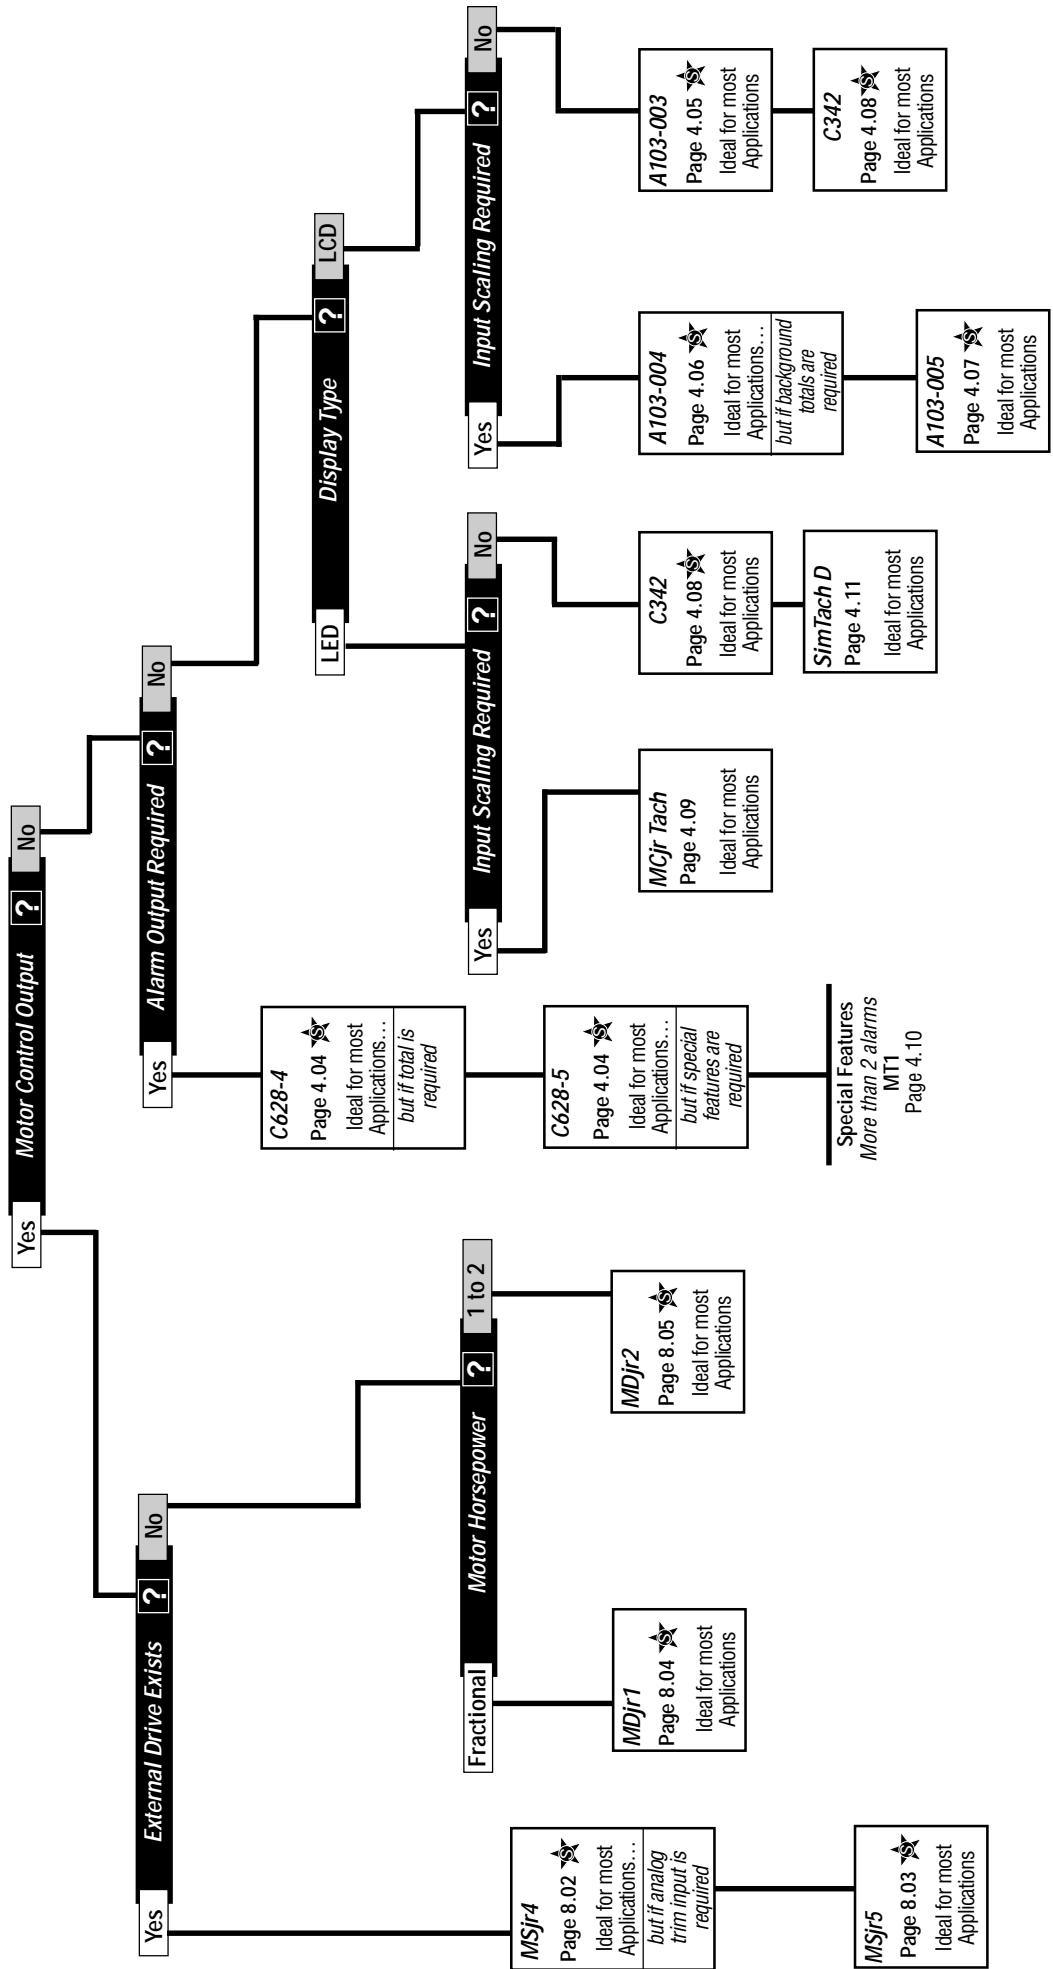 Motor Control Output ?
Yes
No
External Drive Exists ?
Yes
No
MSjr4
Page 8.02 S
Ideal for most
Applications…
but if analog
trim input is
required
MSjr5
Page 8.03 S
Ideal for most
Applications
Motor Horsepower ?
Fractional
1 to 2
MDjr1
Page 8.04 S
Ideal for most
Applications
MDjr2
Page 8.05 S
Ideal for most
Applications
Alarm Output Required ?
Yes
No
C628-4
Page 4.04 S
Ideal for most
Applications…
but if total is
required
C628-5
Page 4.04 S
Ideal for most
Applications…
but if special
features are
required
Special Features
More than 2 alarms
MT1
Page 4.10
Display Type ?
LED
LCD
Input Scaling Required ?
Yes
No
MCjr Tach
Page 4.09
Ideal for most
Applications
C342
Page 4.08 S
Ideal for most
Applications
SimTach D
Page 4.11
Ideal for most
Applications
Input Scaling Required ?
Yes
No
A103-004
Page 4.06 S
Ideal for most
Applications…
but if background
totals are
required
A103-005
Page 4.07 S
Ideal for most
Applications
A103-003
Page 4.05 S
Ideal for most
Applications
C342
Page 4.08 S
Ideal for most
Applications